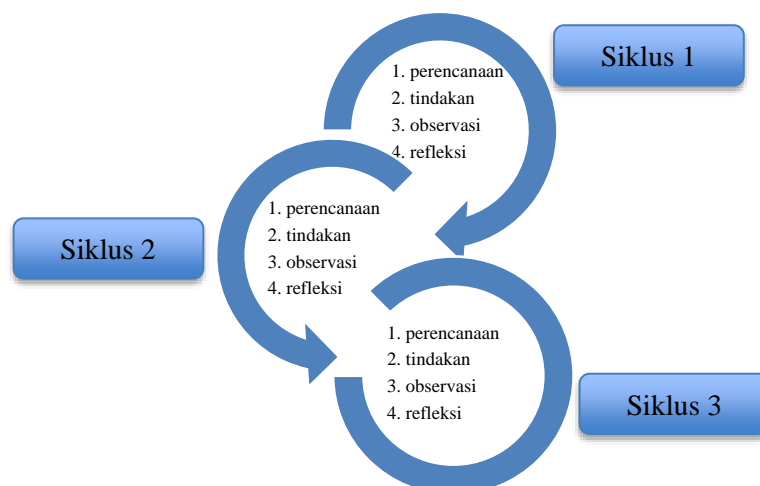 Siklus 1
1. perencanaan
2. tindakan
3. observasi
4. refleksi
Siklus 2
1. perencanaan
2. tindakan
3. observasi
4. refleksi
Siklus 3
1. perencanaan
2. tindakan
3. observasi
4. refleksi